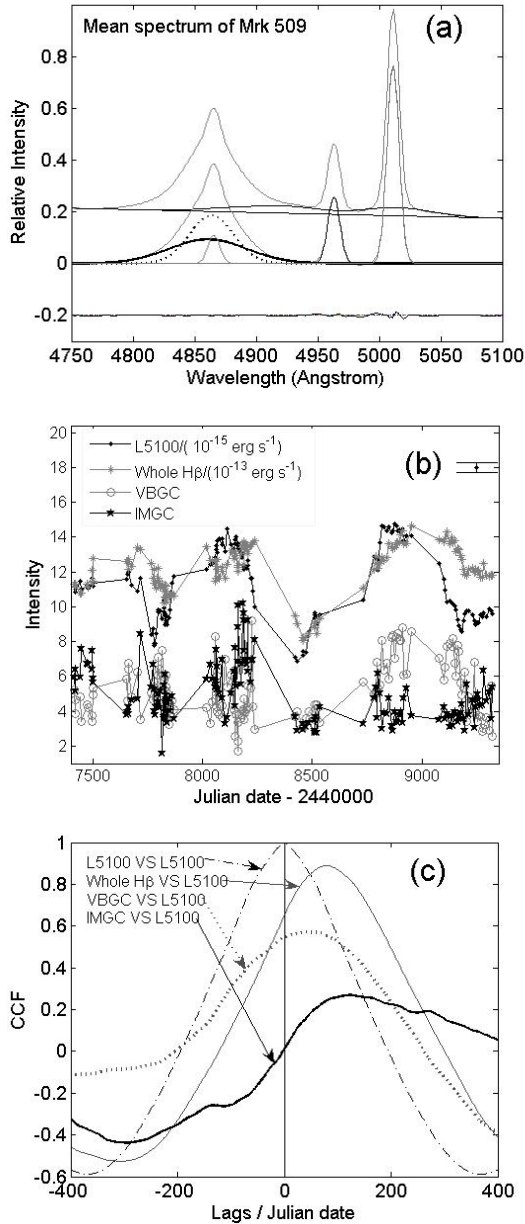 Mean spectrum of Mrk 509
(a)
Relative Intensity
1
0.8
0.6
0.4
0.2
0
-0.2
4750 4800 4850 4900 4950 5000 5050 5100
Wavelength (Angstrom)
(b)
L5100/( 10⁻¹⁵ erg s⁻¹)
Whole Hβ/(10⁻¹³ erg s⁻¹)
VBGC
IMGC
Intensity
20
18
16
14
12
10
8
6
4
2
7500 8000 8500 9000
Julian date - 2440000
(c)
L5100 VS L5100
Whole Hβ VS L5100
VBGC VS L5100
IMGC VS L5100
CCF
1
0.8
0.6
0.4
0.2
0
-0.2
-0.4
-0.6
-400 -200 0 200 400
Lags / Julian date